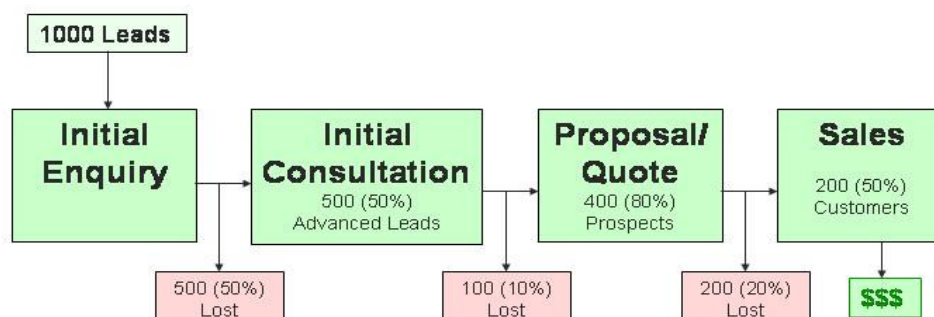 1000 Leads
Initial
Enquiry
Initial
Consultation
500 (50%)
Advanced Leads
Proposal/
Quote
400 (80%)
Prospects
Sales
200 (50%)
Customers
500 (50%)
Lost
100 (10%)
Lost
200 (20%)
Lost
$$$